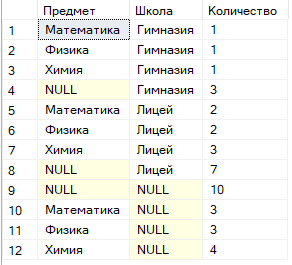 Предмет Школа Количество
1 Математика Гимназия 1
2 Физика Гимназия 1
3 Химия Гимназия 1
4 NULL Гимназия 3
5 Математика Лицей 2
6 Физика Лицей 2
7 Химия Лицей 3
8 NULL Лицей 7
9 NULL NULL 10
10 Математика NULL 3
11 Физика NULL 3
12 Химия NULL 4